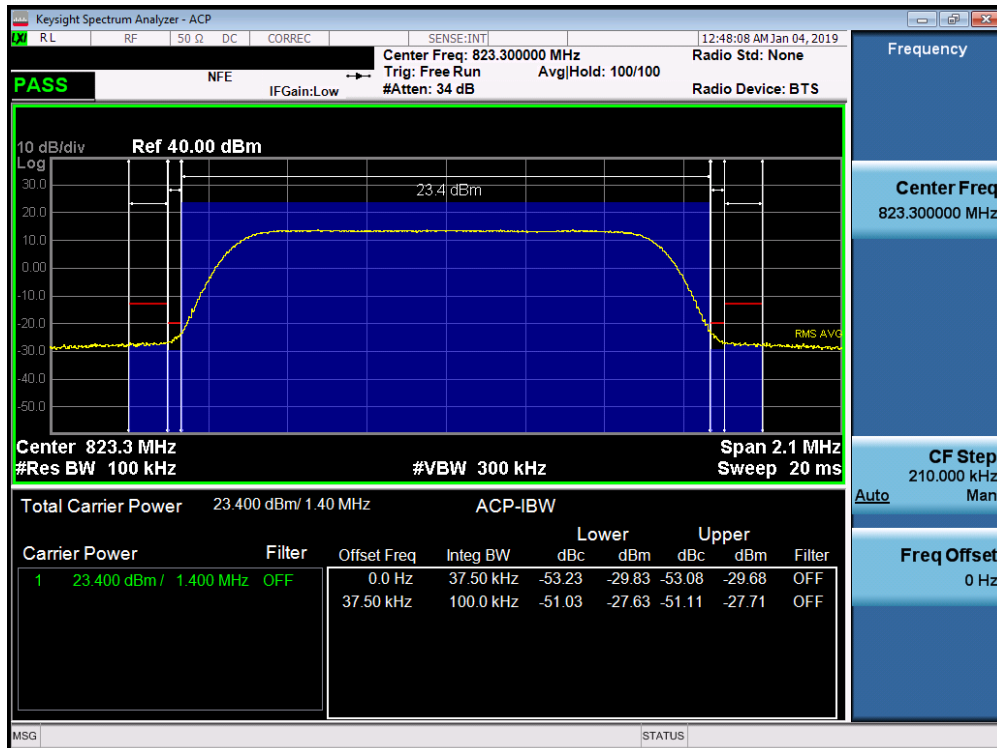 Keysight Spectrum Analyzer - ACP
LXI RL RF 50 Ω DC CORREC SENSE:INT 12:48:08 AM Jan 04, 2019
Center Freq: 823.300000 MHz Radio Std: None
PASS NFE Trig: Free Run Avg|Hold: 100/100
IFGain:Low #Atten: 34 dB Radio Device: BTS
10 dB/div Ref 40.00 dBm
Log
30.0
23.4 dBm
20.0
10.0
0.00
-10.0
-20.0
RMS AVG
-30.0
-40.0
-50.0
Center 823.3 MHz Span 2.1 MHz
#Res BW 100 kHz #VBW 300 kHz Sweep 20 ms
Total Carrier Power 23.400 dBm/ 1.40 MHz ACP-IBW
Lower Upper
Carrier Power Filter Offset Freq Integ BW dBc dBm dBc dBm Filter
1 23.400 dBm / 1.400 MHz OFF 0.0 Hz 37.50 kHz -53.23 -29.83 -53.08 -29.68 OFF
37.50 kHz 100.0 kHz -51.03 -27.63 -51.11 -27.71 OFF
MSG STATUS
Frequency
Center Freq
823.300000 MHz
CF Step
210.000 kHz
Auto Man
Freq Offset
0 Hz